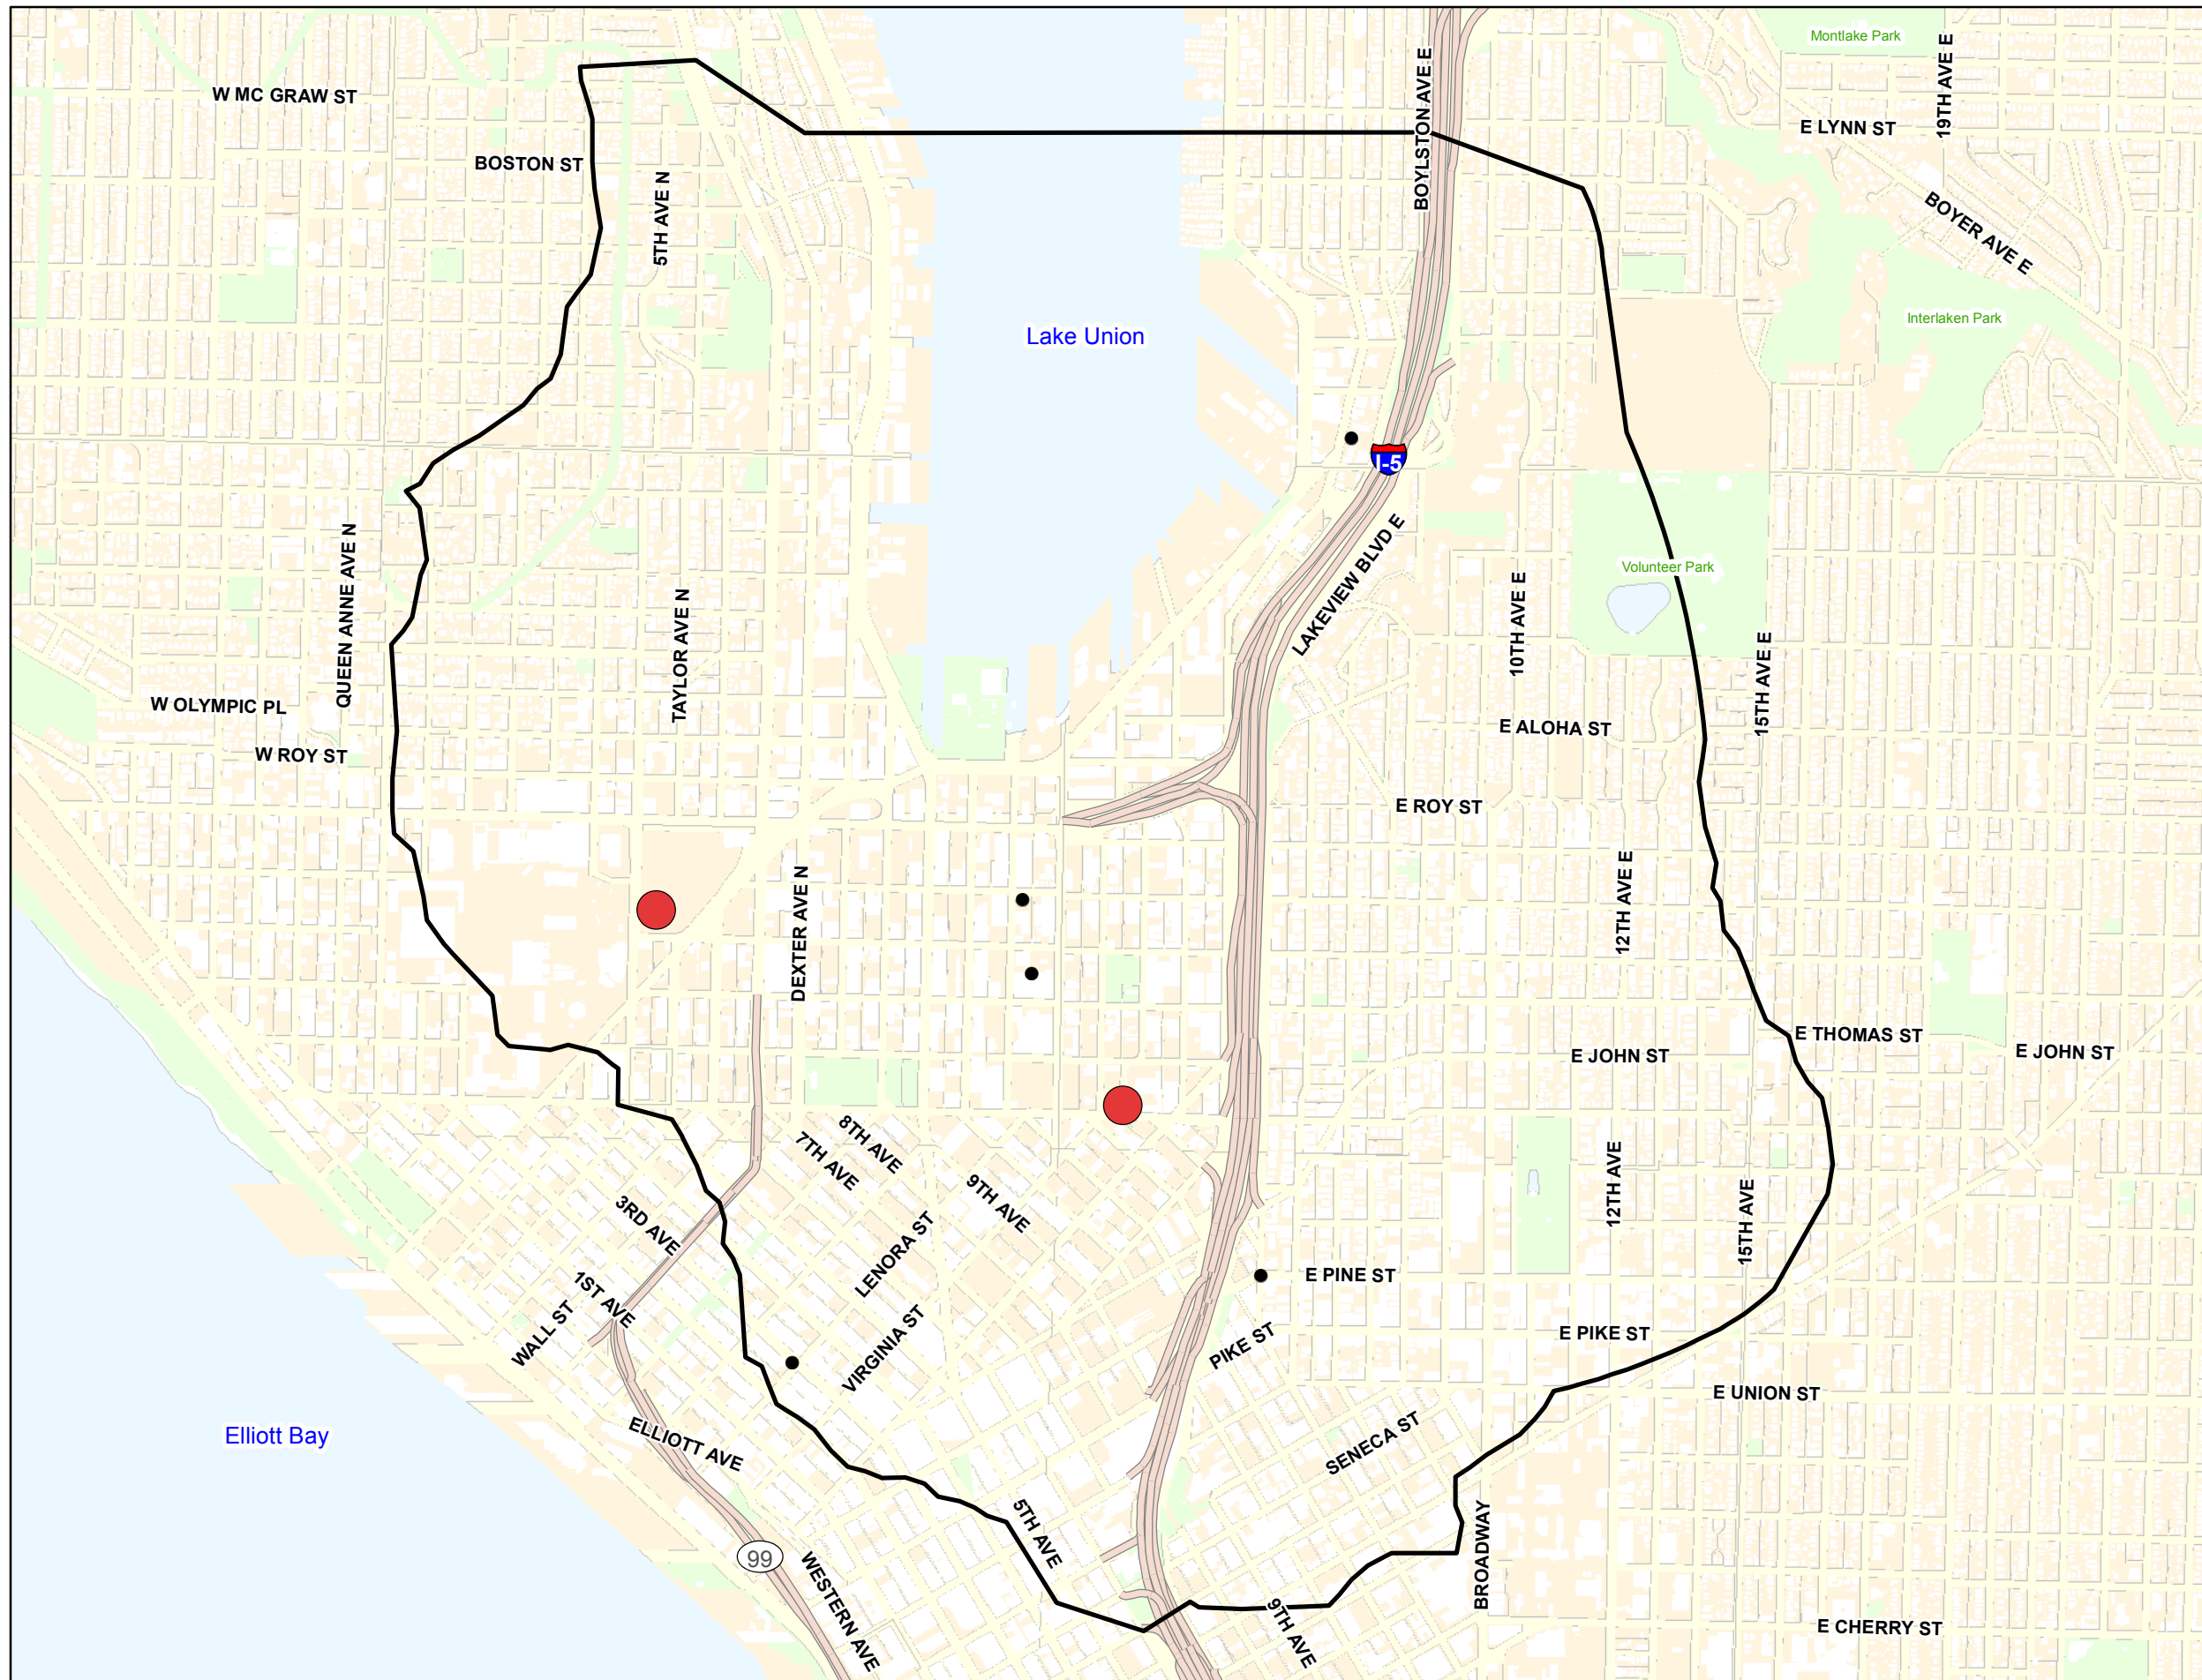 Montlake Park
19TH AVE E
BOYLSTON AVE E
W MC GRAW ST
E LYNN ST
BOSTON ST
5TH AVE N
BOYER AVE E
Interlaken Park
Lake Union
I-5
LAKEVIEW BLVD E
QUEEN ANNE AVE N
Volunteer Park
10TH AVE E
TAYLOR AVE N
15TH AVE E
W OLYMPIC PL
E ALOHA ST
W ROY ST
E ROY ST
12TH AVE E
DEXTER AVE N
E THOMAS ST
E JOHN ST
E JOHN ST
8TH AVE
7TH AVE
12TH AVE
9TH AVE
15TH AVE
3RD AVE
LENORA ST
E PINE ST
1ST AVE
WALL ST
VIRGINIA ST
PIKE ST
E PIKE ST
E UNION ST
Elliott Bay
ELLIOTT AVE
SENECA ST
5TH AVE
BROADWAY
99
WESTERN AVE
9TH AVE
E CHERRY ST